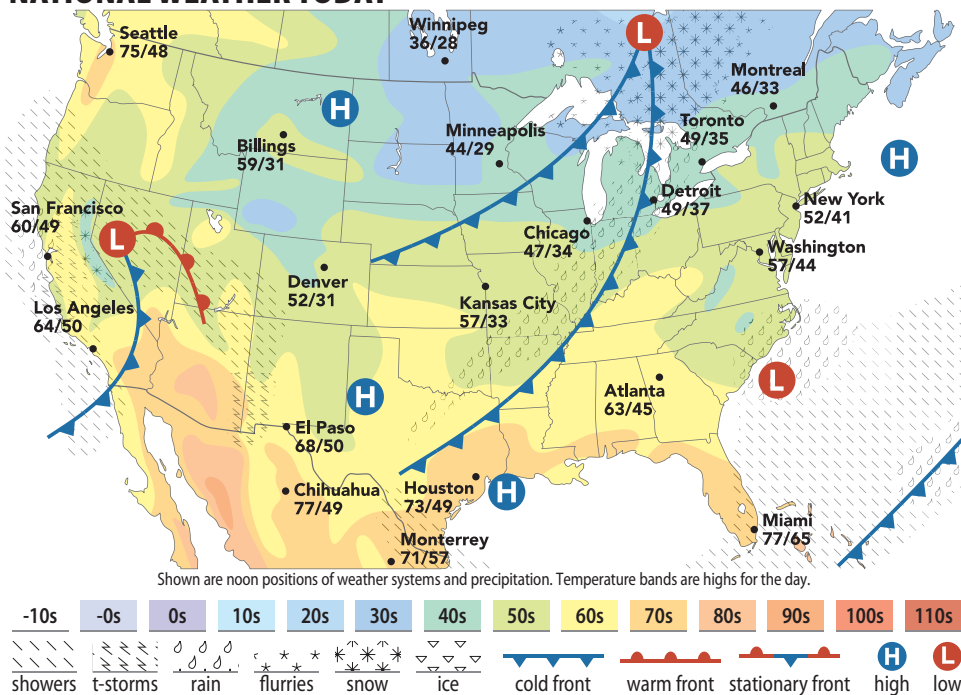 NATIONAL WEATHER TODAY
Seattle
75/48
Winnipeg
36/28
L
Montreal
46/33
H
Billings
59/31
Minneapolis
44/29
Toronto
49/35
H
San Francisco
60/49
L
Denver
52/31
Chicago
47/34
Detroit
49/37
New York
52/41
Washington
57/44
Los Angeles
64/50
Kansas City
57/33
H
El Paso
68/50
Atlanta
63/45
L
Chihuahua
77/49
Houston
73/49
H
Monterrey
71/57
Miami
77/65
Shown are noon positions of weather systems and precipitation. Temperature bands are highs for the day.
-10s -0s 0s 10s 20s 30s 40s 50s 60s 70s 80s 90s 100s 110s
H L
showers t-storms rain flurries snow ice cold front warm front stationary front high low